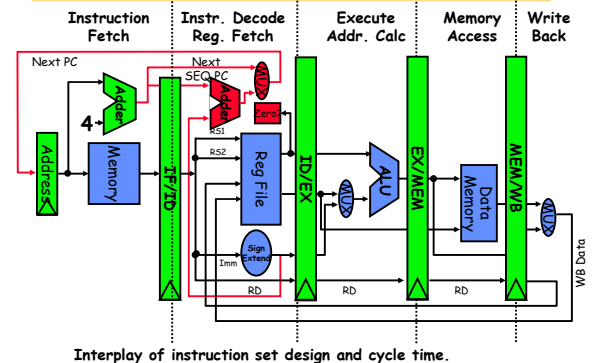 Instruction
Fetch
Instr. Decode
Reg. Fetch
Execute
Addr. Calc
Memory
Access
Write
Back
Next PC
Next
SEQ PC
Adder
4
Address
Memory
IF/ID
Adder
MUX
Zero?
RS1
RS2
Reg File
ID/EX
MUX
ALU
EX/MEM
Data
Memory
MEM/WB
MUX
WB Data
Imm
Sign
Extend
RD
RD
RD
Interplay of instruction set design and cycle time.